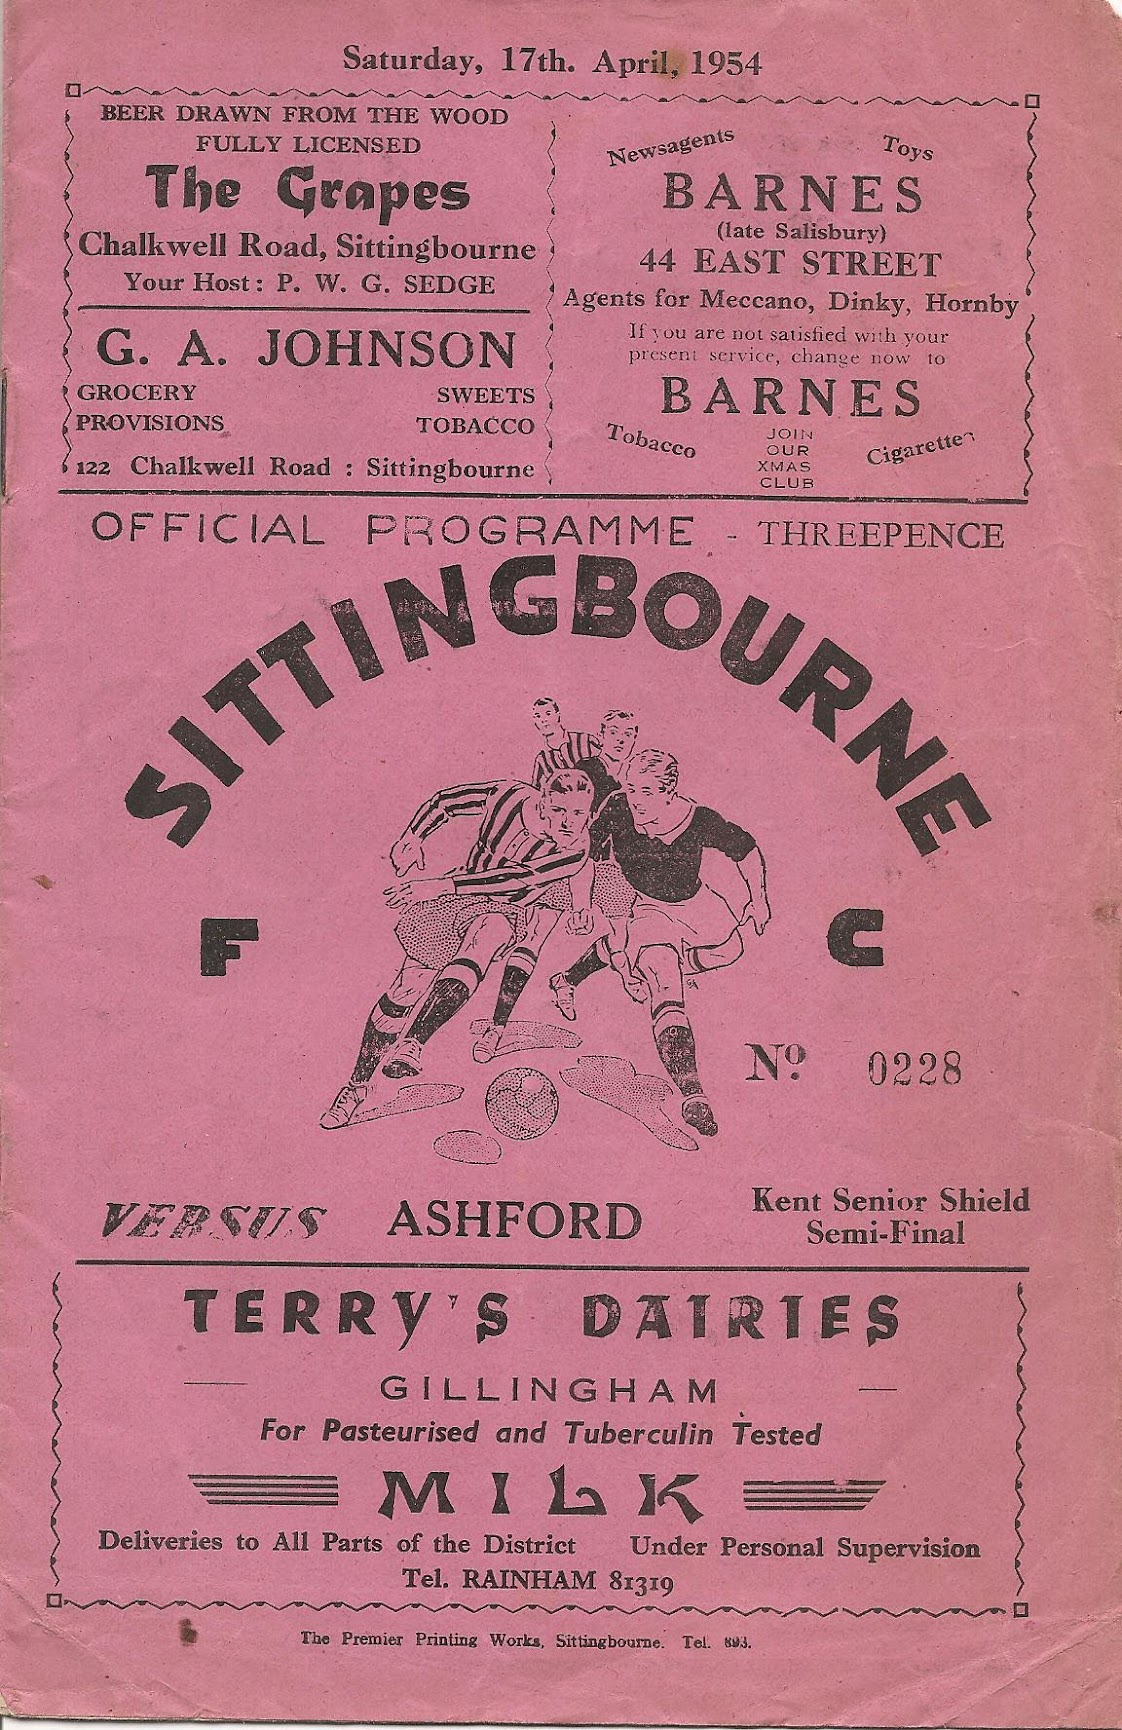 Saturday, 17th. April, 1954
BEER DRAWN FROM THE WOOD
FULLY LICENSED
The Grapes
Chalkwell Road, Sittingbourne
Your Host: P. W. G. SEDGE
G. A. JOHNSON
GROCERY SWEETS
PROVISIONS TOBACCO
122 Chalkwell Road : Sittingbourne
Newsagents Toys
BARNES
(late Salisbury)
44 EAST STREET
Agents for Meccano, Dinky, Hornby
If you are not satisfied with your
present service, change now to
BARNES
Tobacco Cigarettes
JOIN
OUR
XMAS
CLUB
OFFICIAL PROGRAMME - THREEPENCE
SITTINGBOURNE
F C
No. 0228
VERSUS ASHFORD
Kent Senior Shield
Semi-Final
TERRY'S DAIRIES
GILLINGHAM
For Pasteurised and Tuberculin Tested
MILK
Deliveries to All Parts of the District Under Personal Supervision
Tel. RAINHAM 81319
The Premier Printing Works, Sittingbourne. Tel.